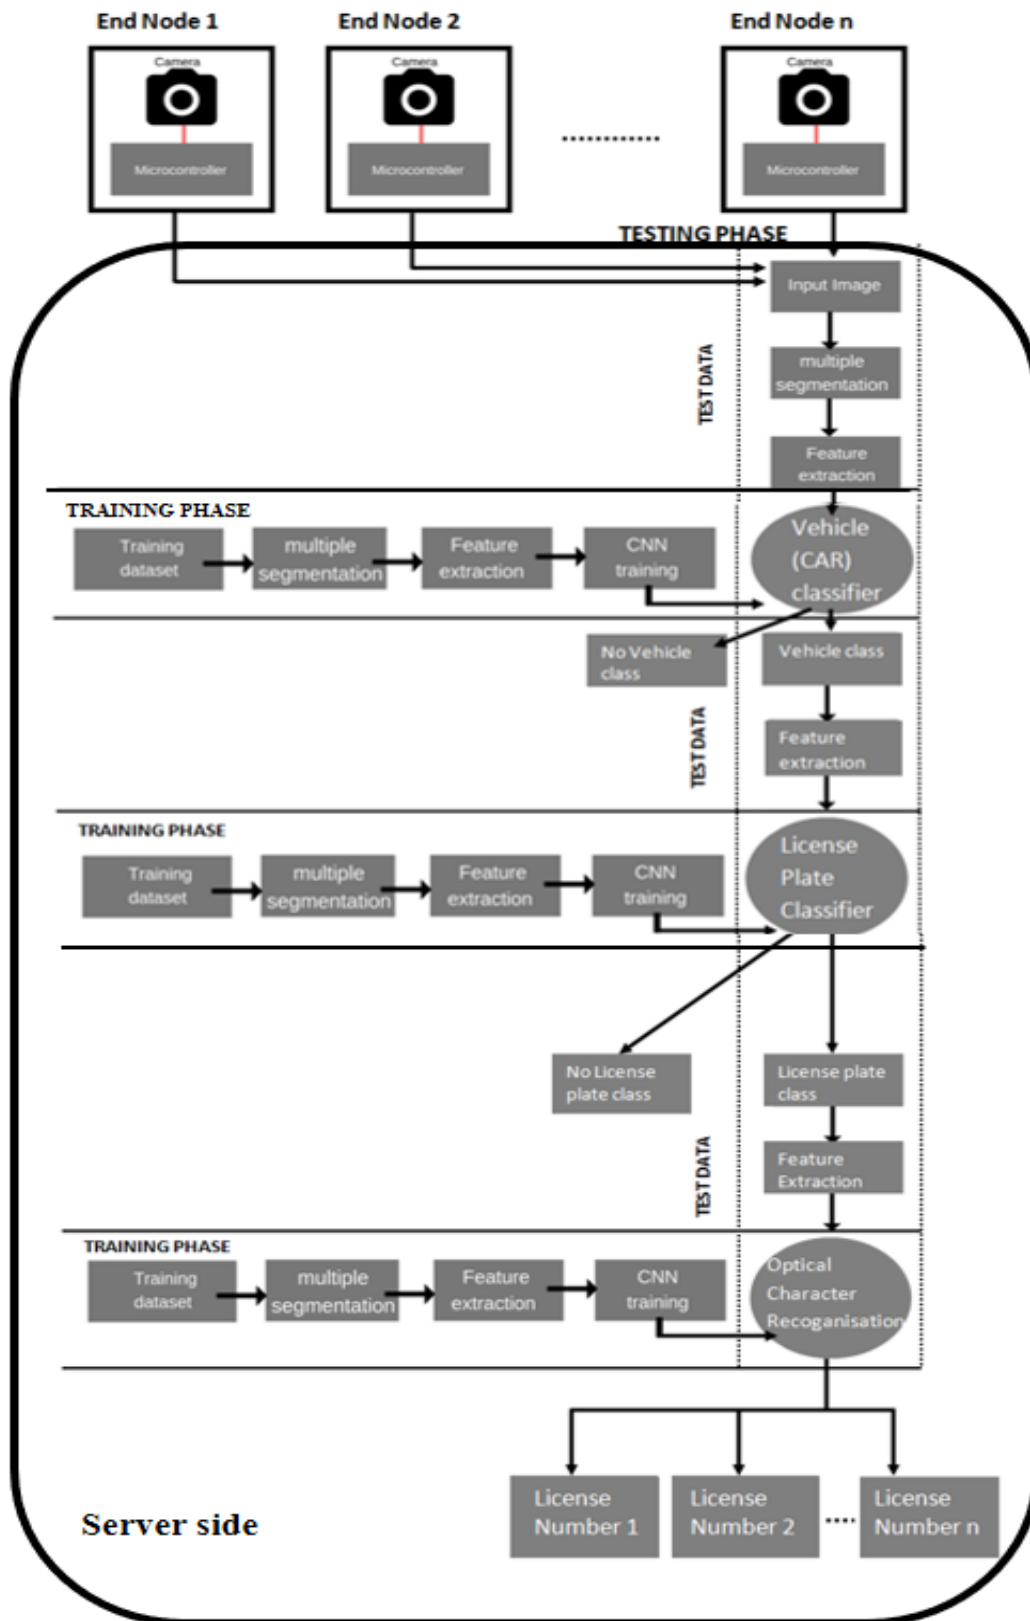 End Node 1
End Node 2
End Node n
Camera
Camera
Camera
Microcontroller
Microcontroller
Microcontroller
TESTING PHASE
Input Image
multiple
segmentation
TEST DATA
Feature
extraction
TRAINING PHASE
Training
dataset
multiple
segmentation
Feature
extraction
CNN
training
Vehicle
(CAR)
classifier
No Vehicle
class
Vehicle class
TEST DATA
Feature
extraction
TRAINING PHASE
Training
dataset
multiple
segmentation
Feature
extraction
CNN
training
License
Plate
Classifier
No License
plate class
License plate
class
TEST DATA
Feature
Extraction
TRAINING PHASE
Training
dataset
multiple
segmentation
Feature
extraction
CNN
training
Optical
Character
Recoganisation
License
Number 1
License
Number 2
License
Number n
Server side